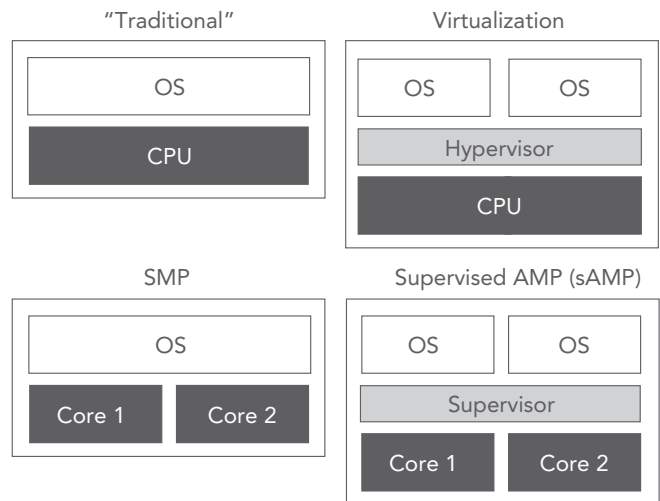 “Traditional”
OS
CPU
Virtualization
OS OS
Hypervisor
CPU
SMP
OS
Core 1 Core 2
Supervised AMP (sAMP)
OS OS
Supervisor
Core 1 Core 2